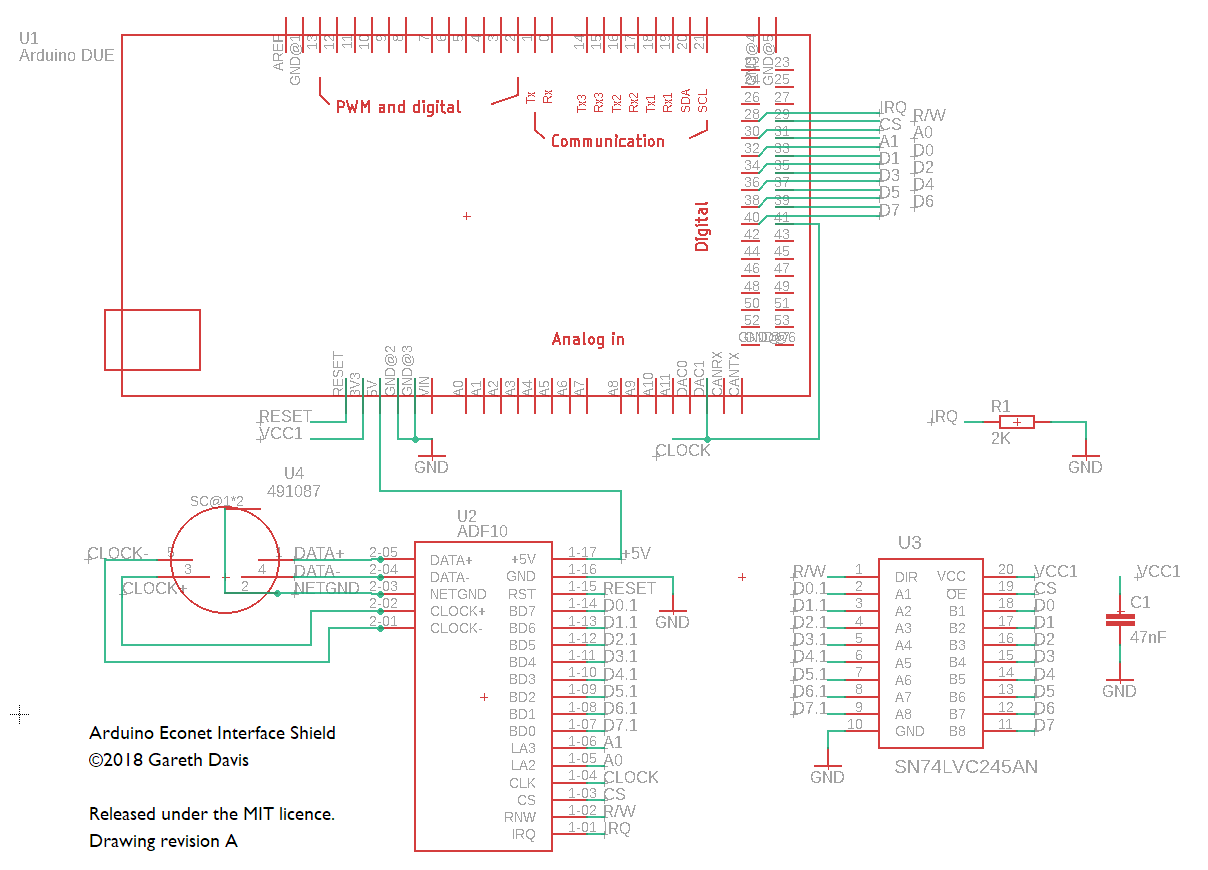 U1
Arduino DUE
AREF GND@1 13 12 11 10 9 8 7 6 5 4 3 2 1 0 14 15 16 17 18 19 20 21 GND@4 GND@5
PWM and digital
Tx Rx Tx3 Rx3 Tx2 Rx2 Tx1 Rx1 SDA SCL
Communication
Digital
22 23
24 25
26 27
28 29
30 31
32 33
34 35
36 37
38 39
40 41
42 43
44 45
46 47
48 49
50 51
52 53
IRQ
R/W
CS
A0
A1
D0
D1
D2
D3
D4
D5
D6
D7
Analog in
RESET 3V3 5V GND@2 GND@3 VIN A0 A1 A2 A3 A4 A5 A6 A7 A8 A9 A10 A11 DAC0 DAC1 CANRX CANTX
RESET
VCC1
GND
CLOCK
IRQ
R1
2K
GND
U4
491087
SC@1*2
CLOCK- 5 1 DATA+
3 4 DATA-
CLOCK+ 2 NETGND
U2
ADF10
2-05 DATA+ +5V 1-17 +5V
2-04 DATA- GND 1-16
2-03 NETGND RST 1-15 RESET
2-02 CLOCK+ BD7 1-14 D0.1
2-01 CLOCK- BD6 1-13 D1.1
BD5 1-12 D2.1
BD4 1-11 D3.1
BD3 1-10 D4.1
BD2 1-09 D5.1
BD1 1-08 D6.1
BD0 1-07 D7.1
LA3 1-06 A1
LA2 1-05 A0
CLK 1-04 CLOCK
CS 1-03 CS
RNW 1-02 R/W
IRQ 1-01 IRQ
GND
U3
R/W 1 DIR VCC 20 VCC1
D0.1 2 A1 OE 19 CS
D1.1 3 A2 B1 18 D0
D2.1 4 A3 B2 17 D1
D3.1 5 A4 B3 16 D2
D4.1 6 A5 B4 15 D3
D5.1 7 A6 B5 14 D4
D6.1 8 A7 B6 13 D5
D7.1 9 A8 B7 12 D6
10 GND B8 11 D7
GND
SN74LVC245AN
VCC1
C1
47nF
GND
Arduino Econet Interface Shield
©2018 Gareth Davis
Released under the MIT licence.
Drawing revision A